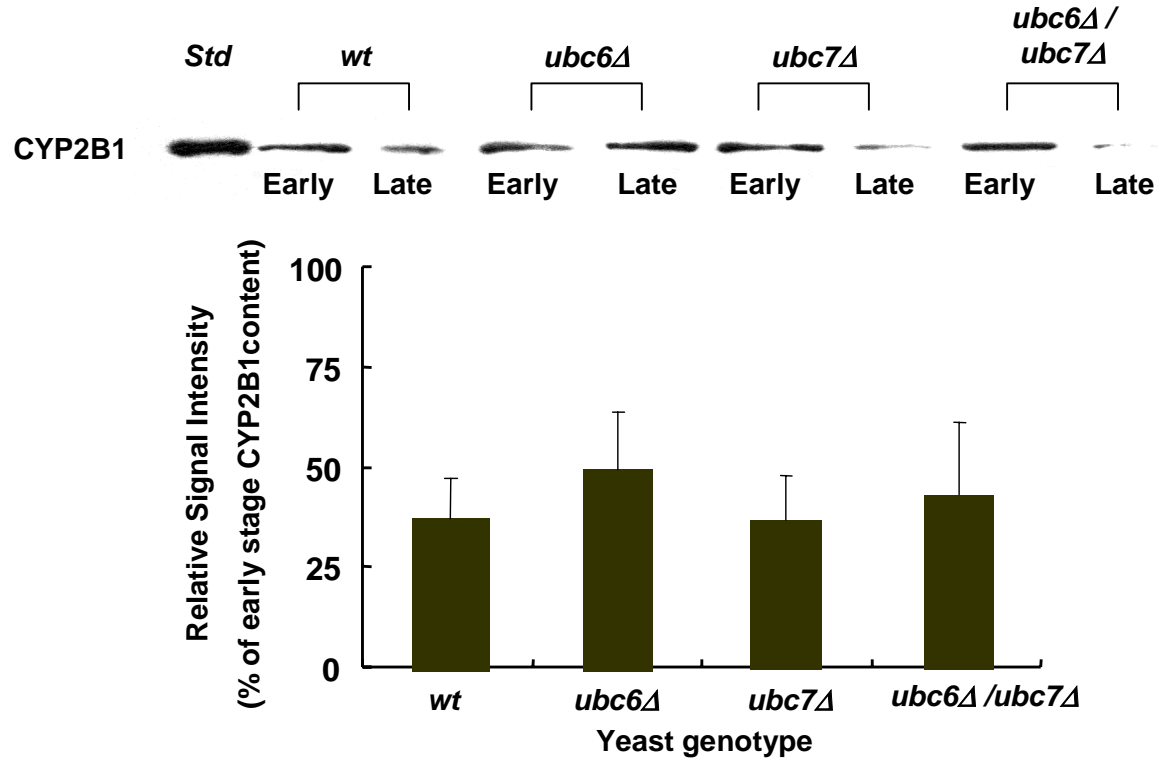 ubc6Δ /
Std wt ubc6Δ ubc7Δ ubc7Δ
CYP2B1
Early Late Early Late Early Late Early Late
Relative Signal Intensity
(% of early stage CYP2B1content)
100
75
50
25
0
wt ubc6Δ ubc7Δ ubc6Δ /ubc7Δ
Yeast genotype